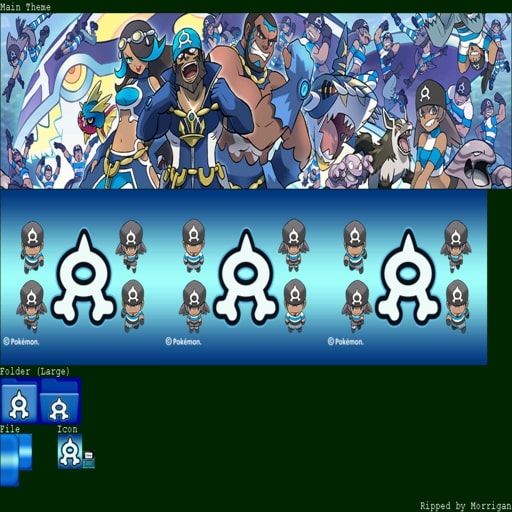 Main Theme
© Pokémon. © Pokémon. © Pokémon.
Folder (Large)
File Icon
Ripped by Morrigan